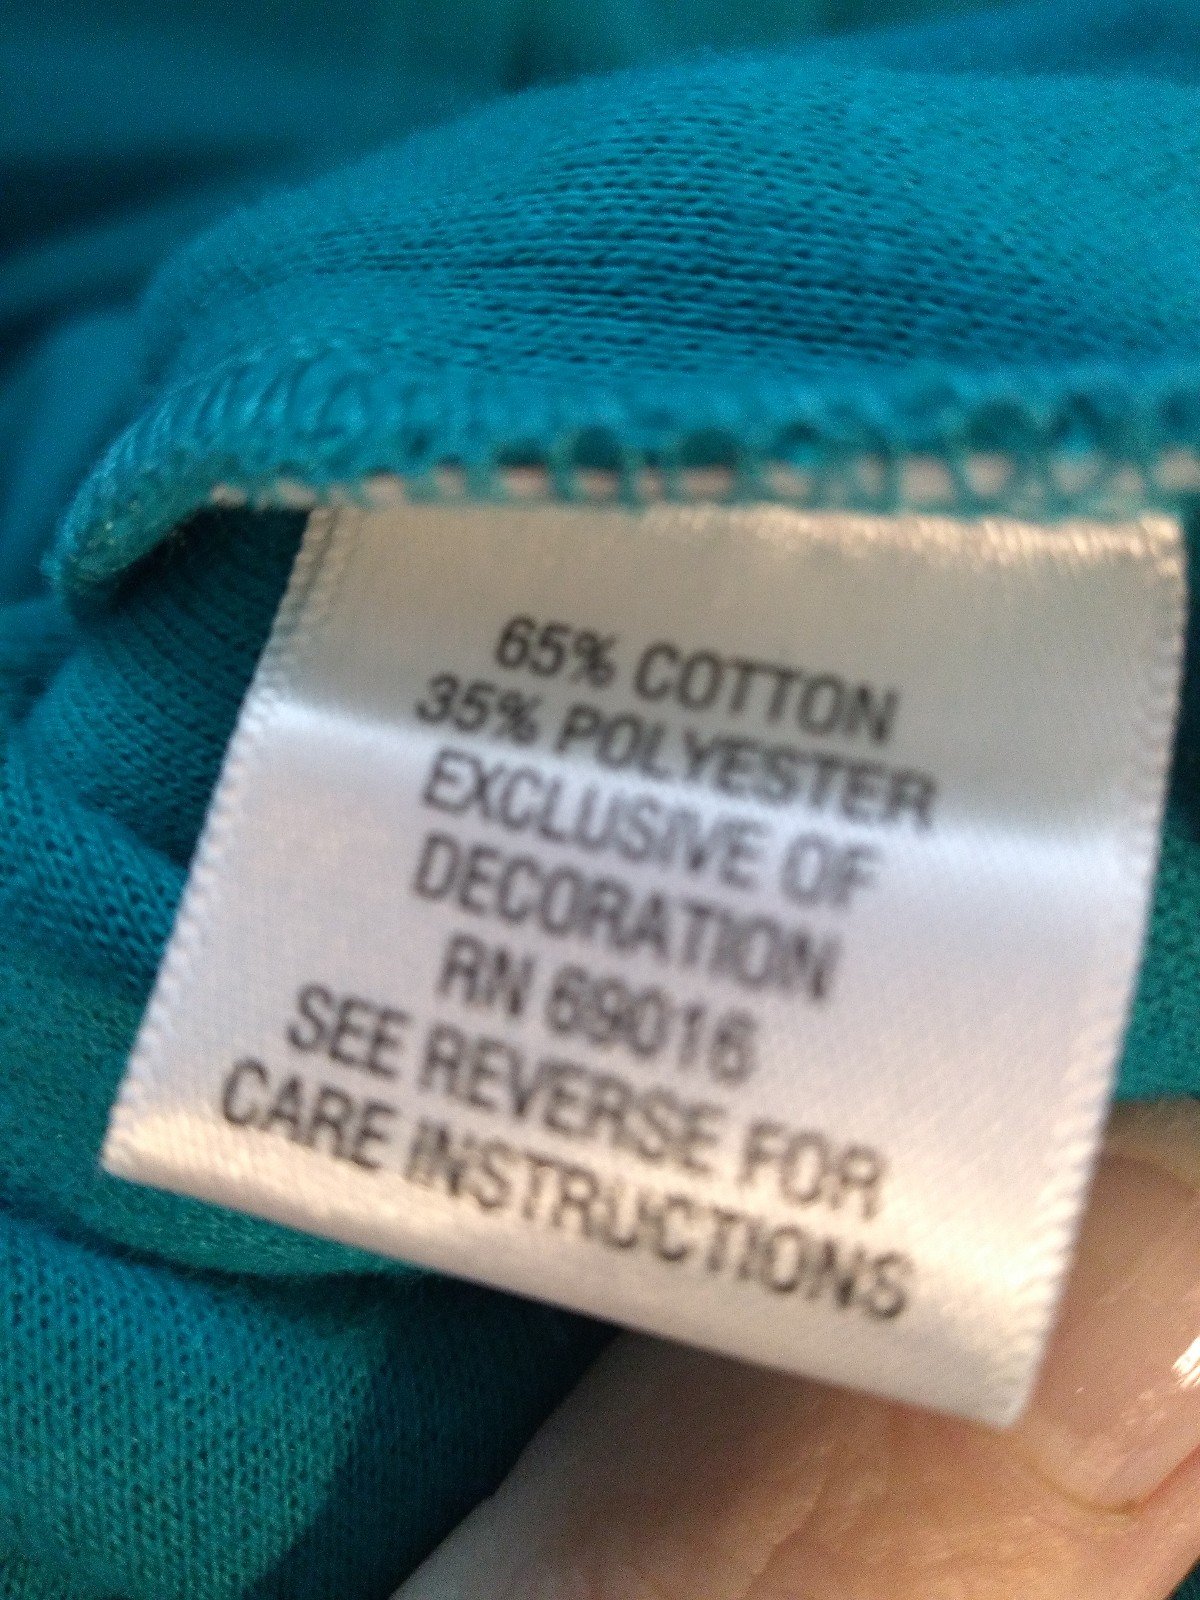 65% COTTON
35% POLYESTER
EXCLUSIVE OF
DECORATION
RN 69016
SEE REVERSE FOR
CARE INSTRUCTIONS